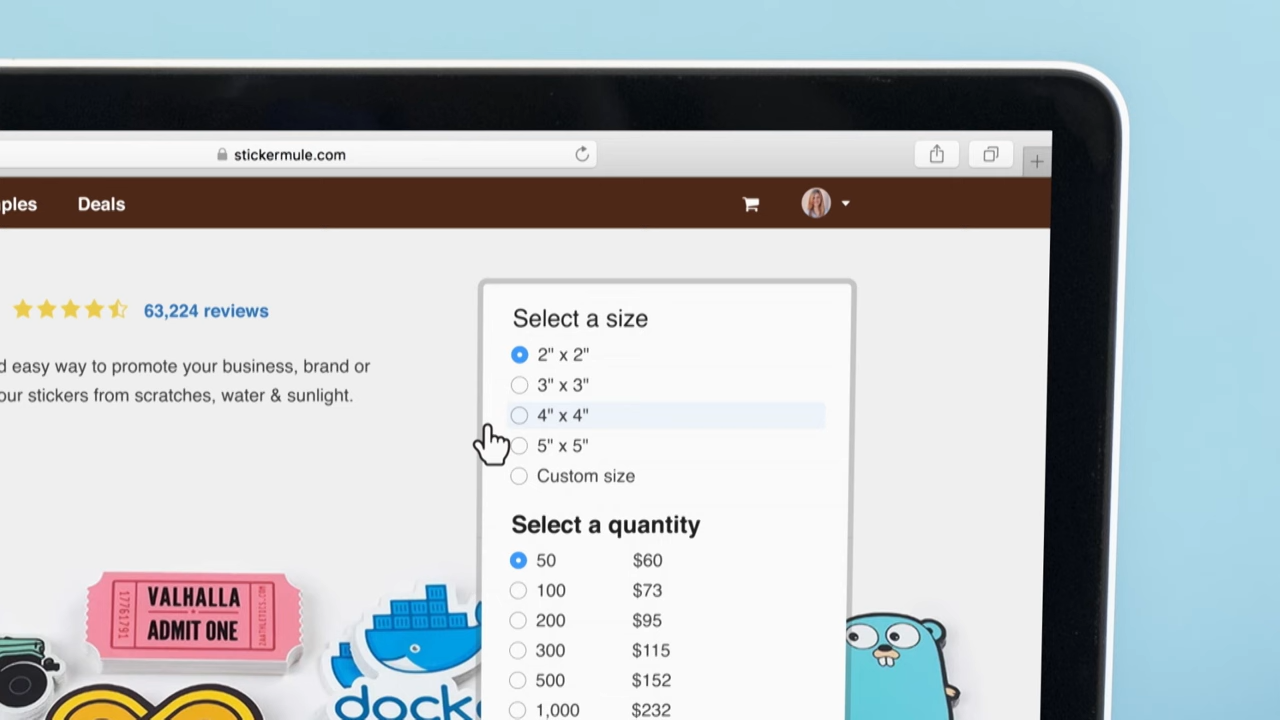 stickermule.com
ples
Deals
63,224 reviews
d easy way to promote your business, brand or
our stickers from scratches, water & sunlight.
Select a size
2" x 2"
3" x 3"
4" x 4"
5" x 5"
Custom size
Select a quantity
50 $60
100 $73
200 $95
300 $115
500 $152
1,000 $232
17761791
VALHALLA
ADMIT ONE
dock